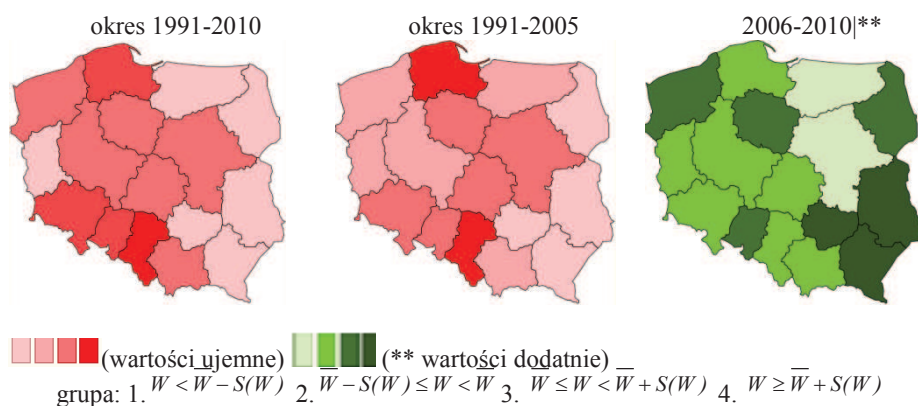 okres 1991-2010 okres 1991-2005 2006-2010|**
(wartości ujemne) (** wartości dodatnie)
grupa: 1. W < W̅ − S(W) 2. W̅ − S(W) ≤ W < W̅ 3. W̅ ≤ W < W̅ + S(W) 4. W ≥ W̅ + S(W)